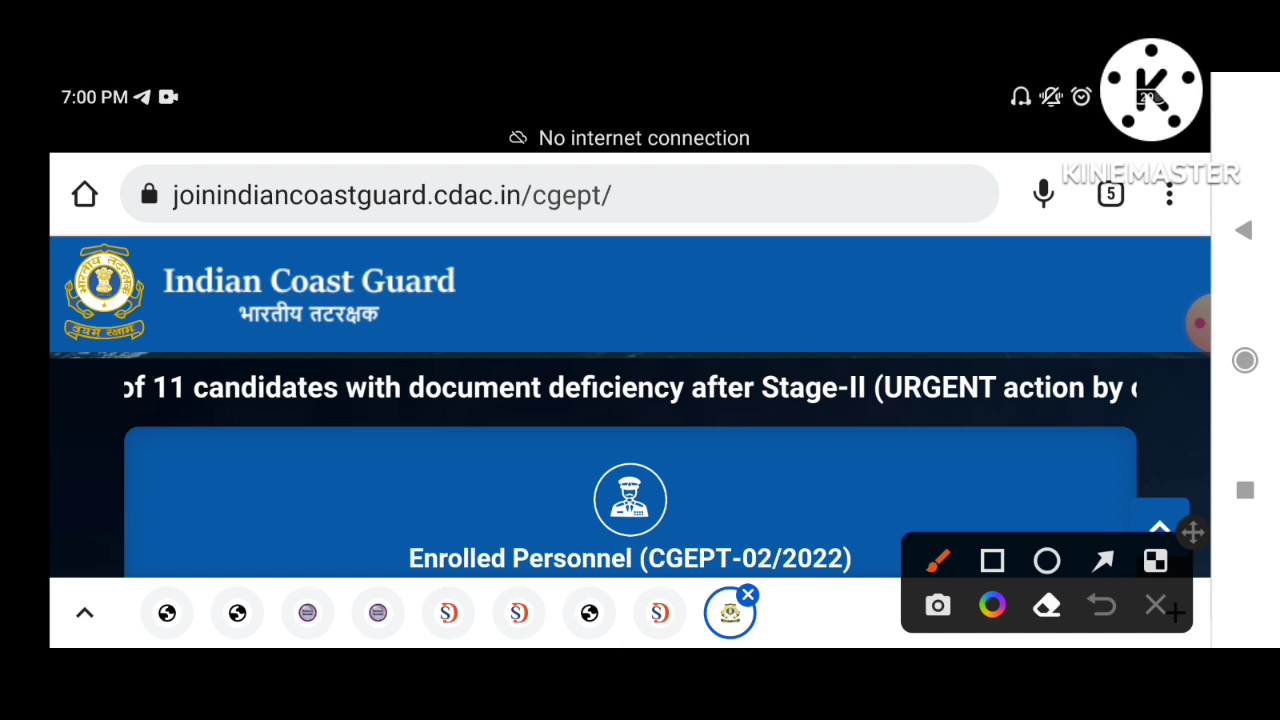 7:00 PM
No internet connection
KINEMASTER
joinindiancoastguard.cdac.in/cgept/
5
Indian Coast Guard
भारतीय तटरक्षक
of 11 candidates with document deficiency after Stage-II (URGENT action by
Enrolled Personnel (CGEPT-02/2022)